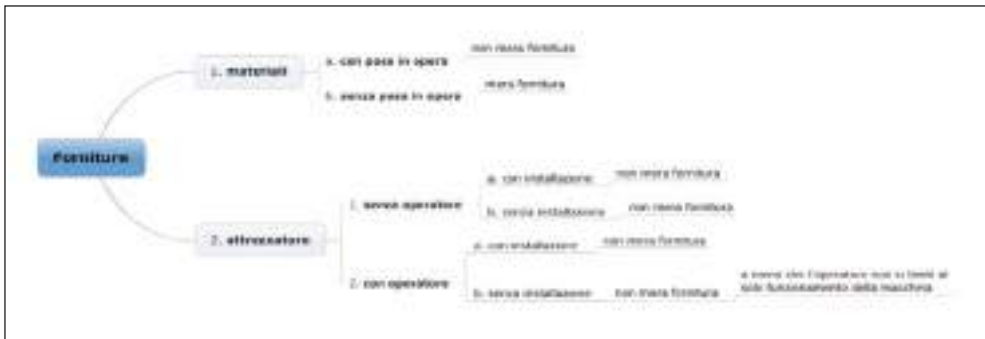 Forniture
1. materiali
a. con posa in opera
non mera fornitura
b. senza posa in opera
mera fornitura
2. attrezzature
1. senza operatore
a. con installazione
non mera fornitura
b. senza installazione
non mera fornitura
2. con operatore
a. con installazione
non mera fornitura
b. senza installazione
non mera fornitura
a meno che l'operatore non si limiti al
solo funzionamento della macchina